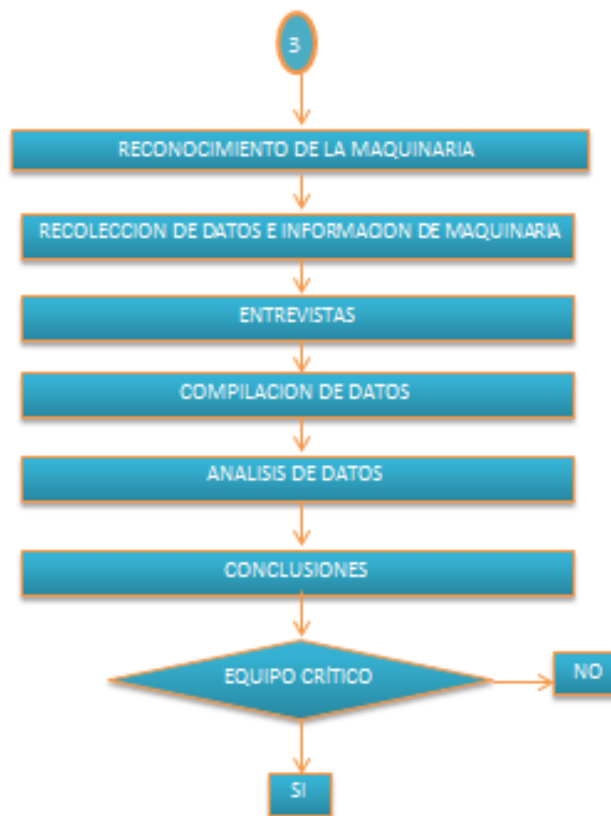 3
RECONOCIMIENTO DE LA MAQUINARIA
RECOLECCION DE DATOS E INFORMACION DE MAQUINARIA
ENTREVISTAS
COMPILACION DE DATOS
ANALISIS DE DATOS
CONCLUSIONES
EQUIPO CRÍTICO
NO
SI